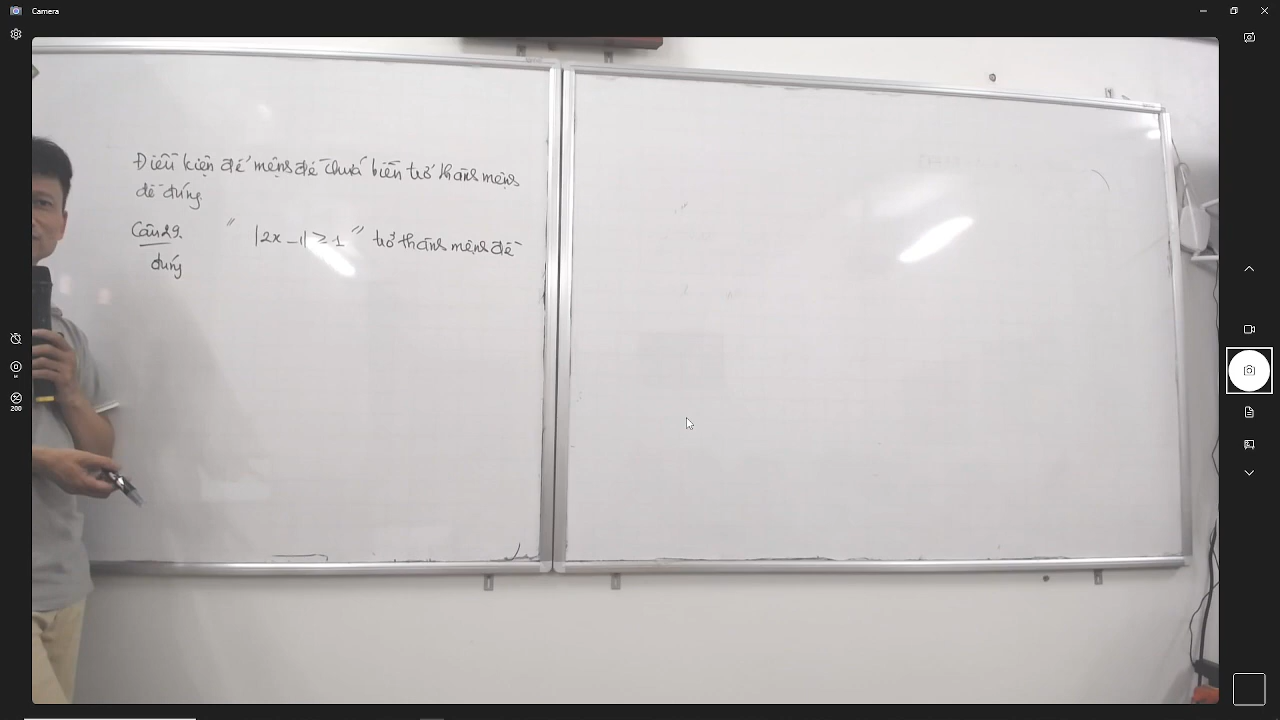 Camera
Điều kiện để mệnh đề chứa biến trở thành mệnh
đề đúng.
Câu 29. " |2x - 1| ≥ 1 " trở thành mệnh đề
đúng
200